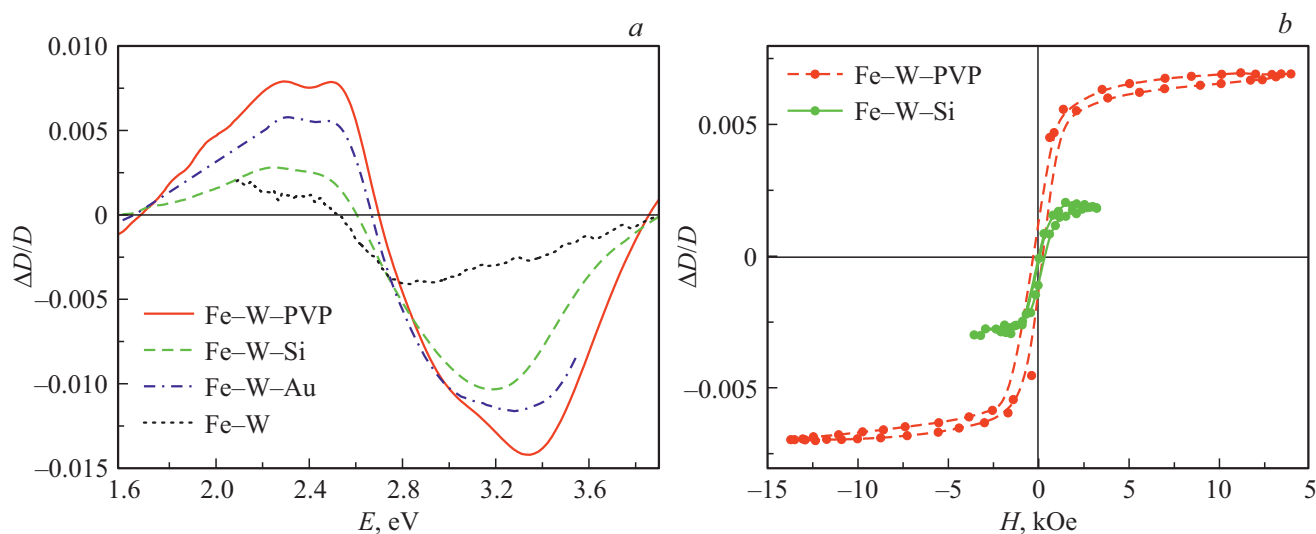 a
0.010
0.005
0
−0.005
−0.010
−0.015
ΔD/D
Fe–W–PVP
Fe–W–Si
Fe–W–Au
Fe–W
1.6 2.0 2.4 2.8 3.2 3.6
E, eV
b
Fe–W–PVP
Fe–W–Si
0.005
0
−0.005
ΔD/D
−15 −10 −5 0 5 10 5
H, kOe